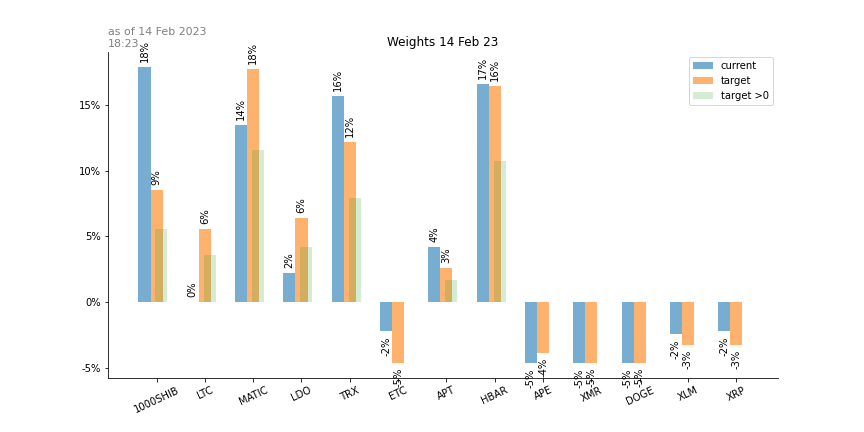 as of 14 Feb 2023
18:23
Weights 14 Feb 23
current
target
target >0
15%
10%
5%
0%
-5%
18%
9%
0%
6%
14%
18%
2%
6%
16%
12%
-2%
-5%
4%
3%
17%
16%
-5%
-4%
-5%
-5%
-5%
-5%
-2%
-3%
-2%
-3%
1000SHIB
LTC
MATIC
LDO
TRX
ETC
APT
HBAR
APE
XMR
DOGE
XLM
XRP